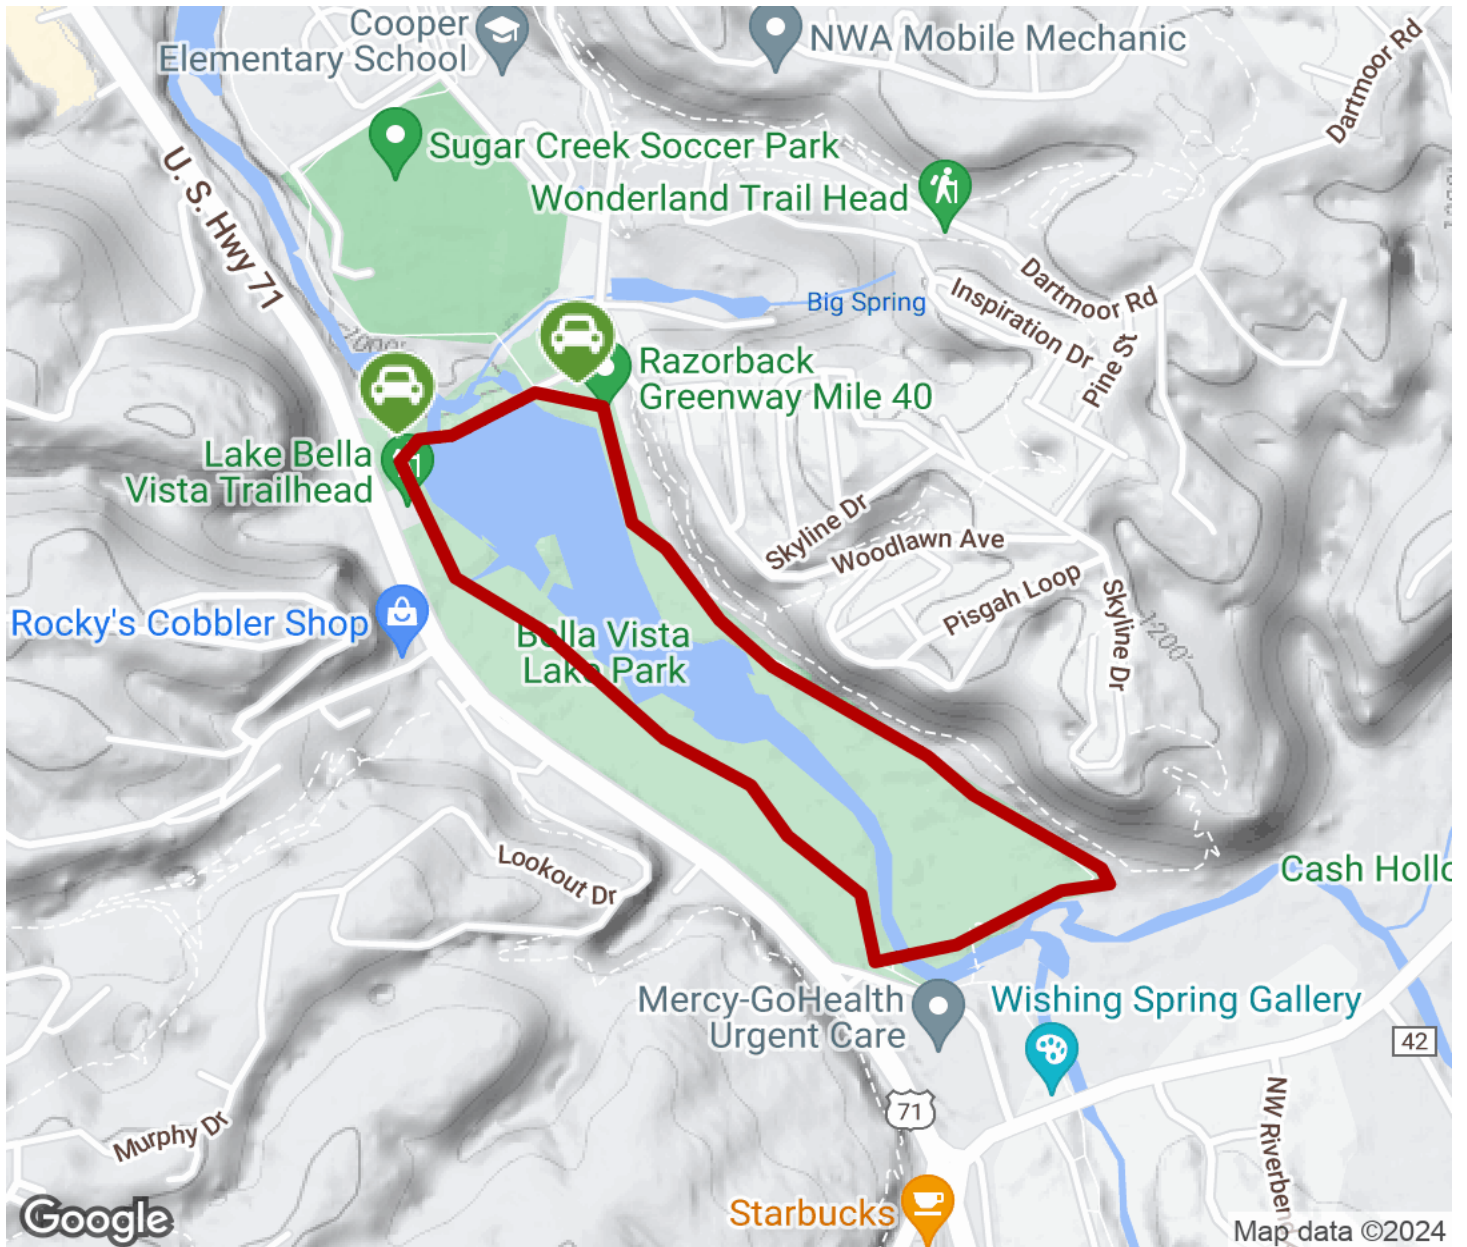 Cooper
Elementary School
NWA Mobile Mechanic
Dartmoor Rd
Sugar Creek Soccer Park
U. S. Hwy 71
Wonderland Trail Head
Dartmoor Rd
Big Spring
Inspiration Dr
Pine St
1000'
Razorback
Greenway Mile 40
Lake Bella
Vista Trailhead
Skyline Dr
Woodlawn Ave
Pisgah Loop
Skyline Dr
1200'
Rocky's Cobbler Shop
Bella Vista
Lake Park
Lookout Dr
Cash Hollo
Mercy-GoHealth
Urgent Care
Wishing Spring Gallery
42
71
Murphy Dr
NW Riverben
Starbucks
Google
Map data ©2024